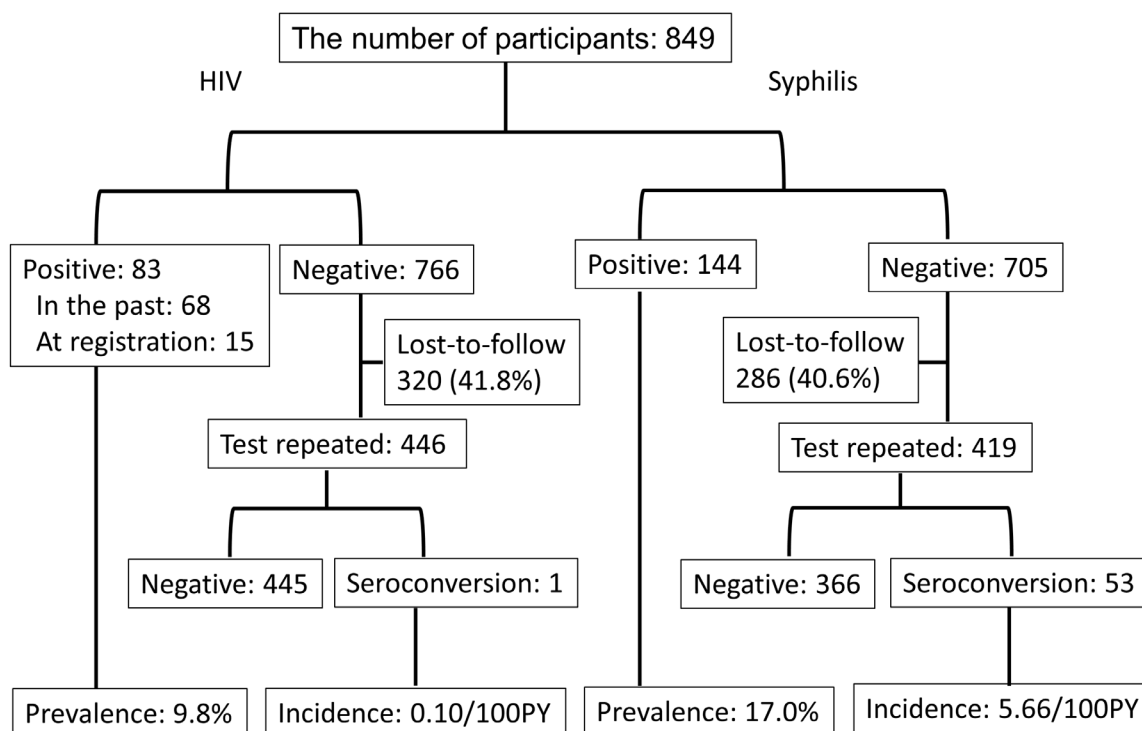 The number of participants: 849
HIV
Syphilis
Positive: 83
In the past: 68
At registration: 15
Negative: 766
Positive: 144
Negative: 705
Lost-to-follow
320 (41.8%)
Lost-to-follow
286 (40.6%)
Test repeated: 446
Test repeated: 419
Negative: 445
Seroconversion: 1
Negative: 366
Seroconversion: 53
Prevalence: 9.8%
Incidence: 0.10/100PY
Prevalence: 17.0%
Incidence: 5.66/100PY